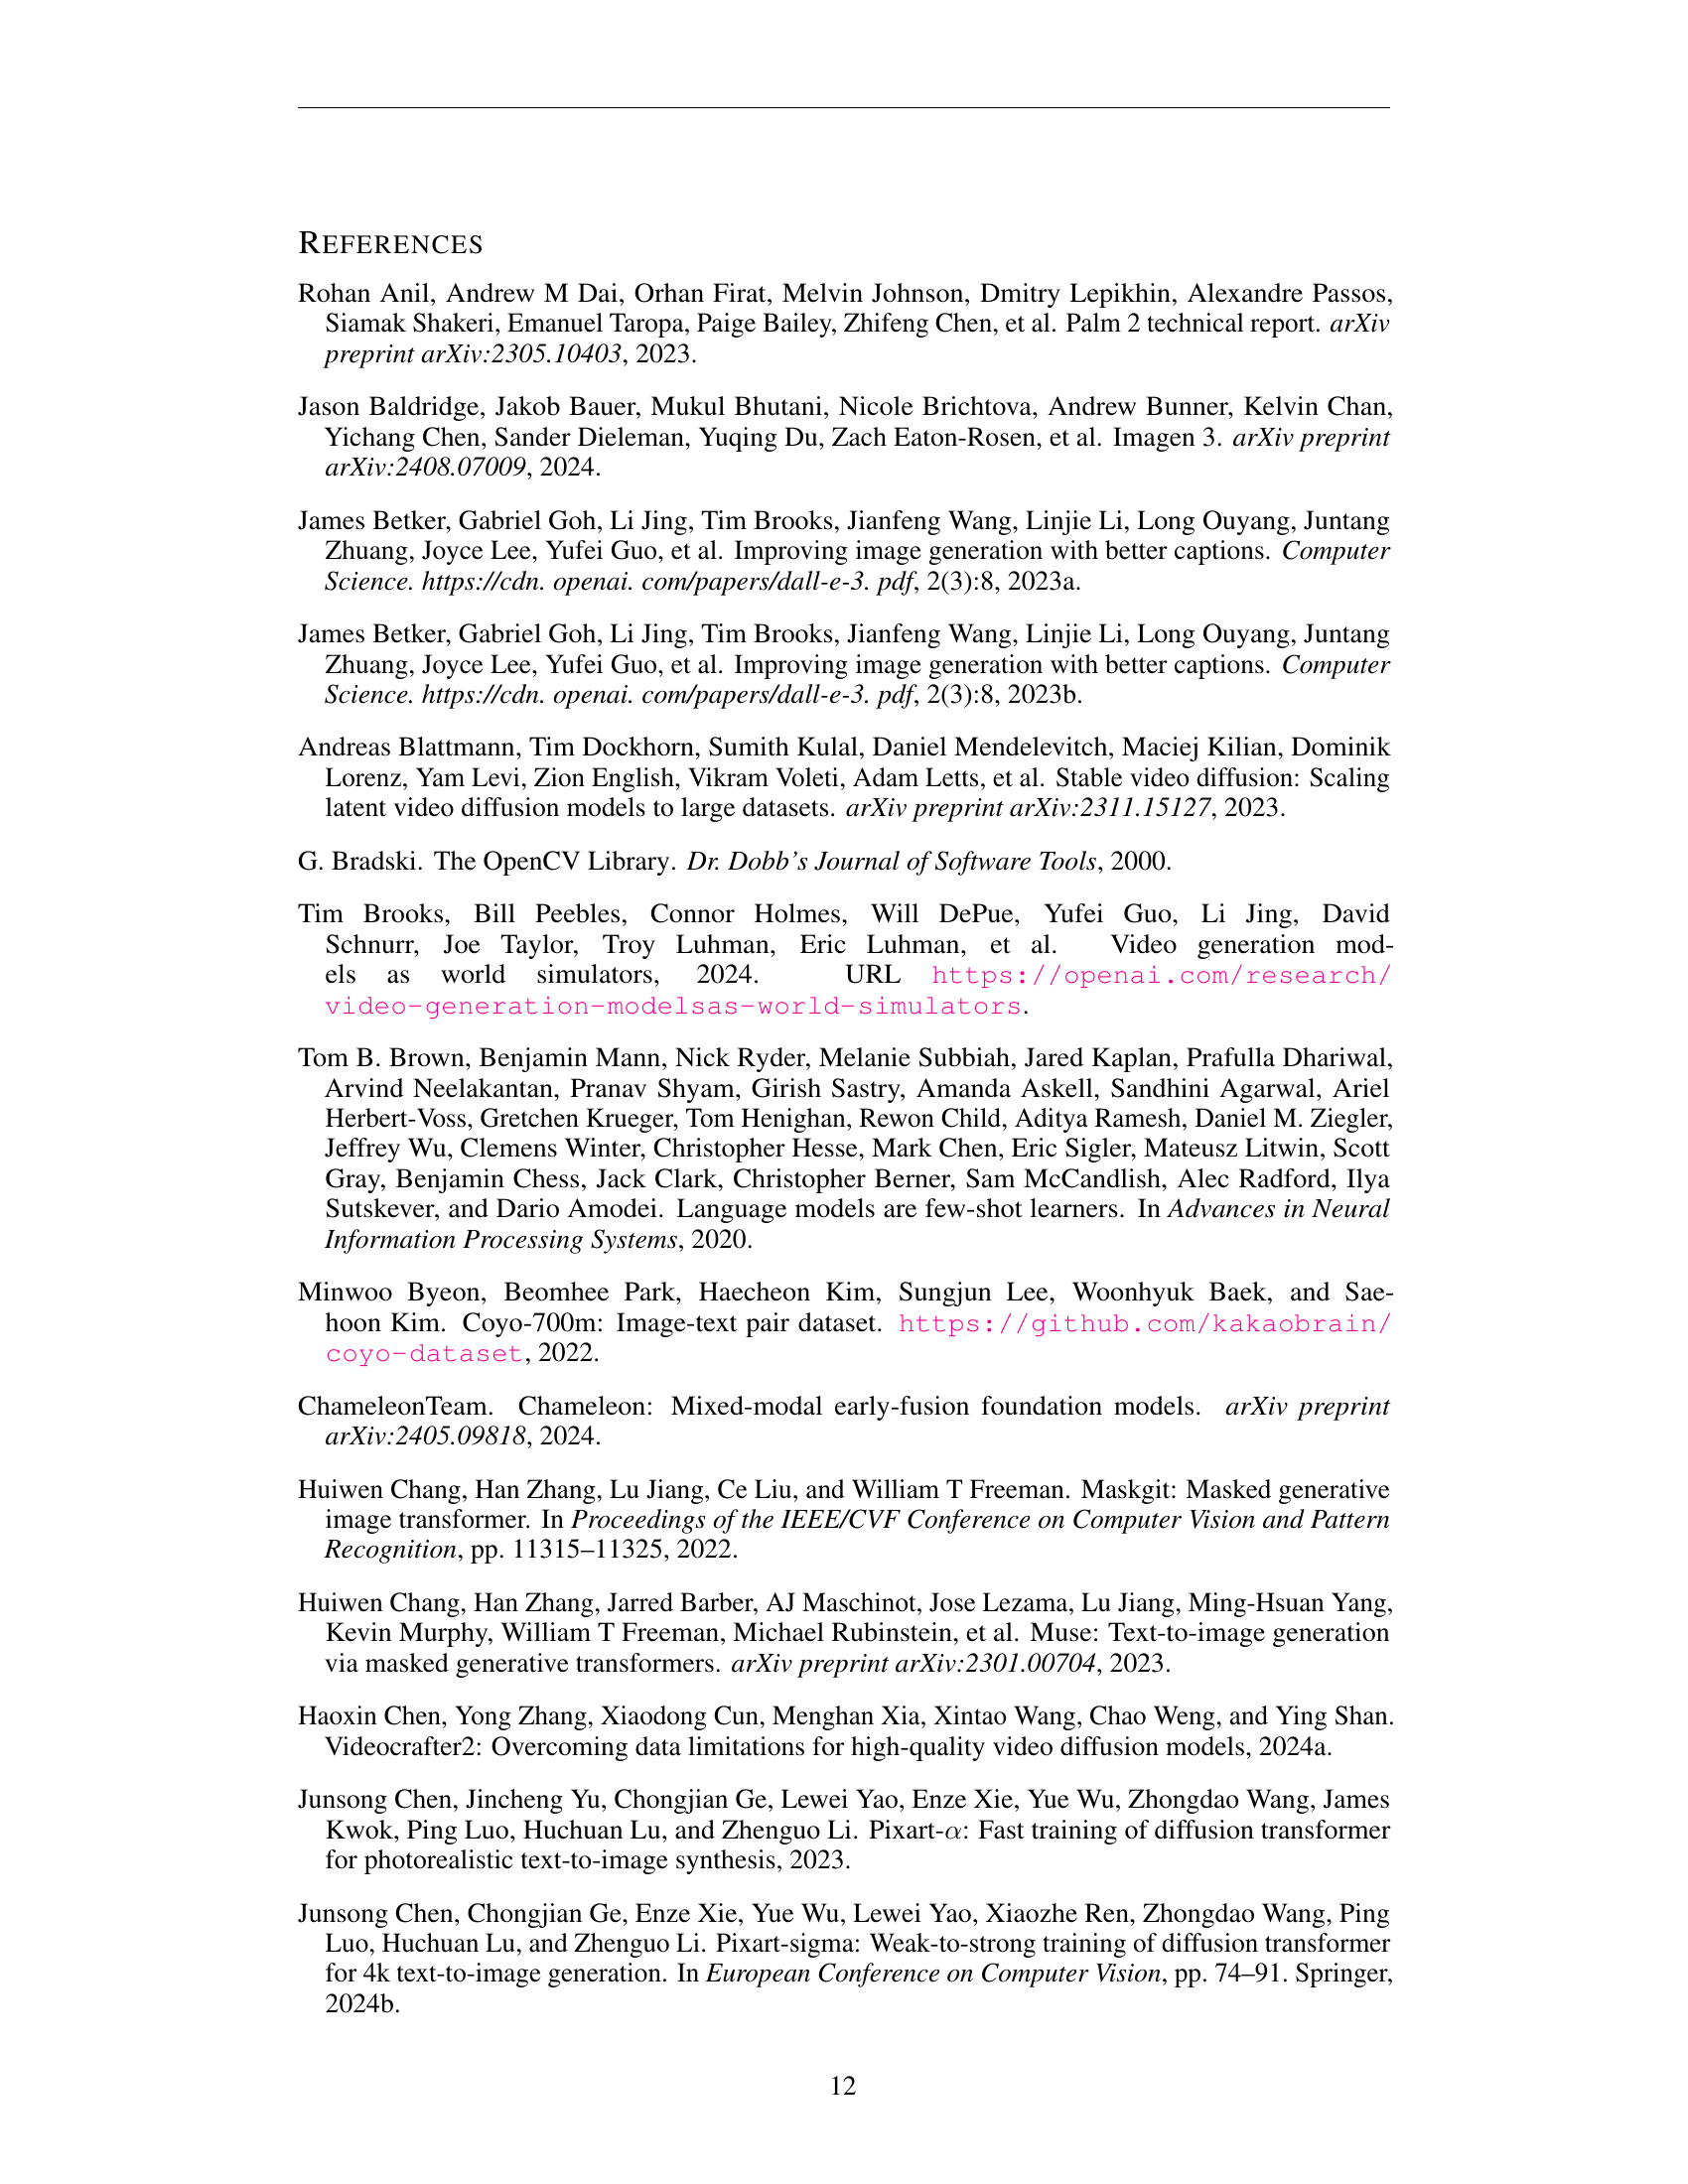 REFERENCES
Rohan Anil, Andrew M Dai, Orhan Firat, Melvin Johnson, Dmitry Lepikhin, Alexandre Passos,
Siamak Shakeri, Emanuel Taropa, Paige Bailey, Zhifeng Chen, et al. Palm 2 technical report. arXiv
preprint arXiv:2305.10403, 2023.
Jason Baldridge, Jakob Bauer, Mukul Bhutani, Nicole Brichtova, Andrew Bunner, Kelvin Chan,
Yichang Chen, Sander Dieleman, Yuqing Du, Zach Eaton-Rosen, et al. Imagen 3. arXiv preprint
arXiv:2408.07009, 2024.
James Betker, Gabriel Goh, Li Jing, Tim Brooks, Jianfeng Wang, Linjie Li, Long Ouyang, Juntang
Zhuang, Joyce Lee, Yufei Guo, et al. Improving image generation with better captions. Computer
Science. https://cdn. openai. com/papers/dall-e-3. pdf, 2(3):8, 2023a.
James Betker, Gabriel Goh, Li Jing, Tim Brooks, Jianfeng Wang, Linjie Li, Long Ouyang, Juntang
Zhuang, Joyce Lee, Yufei Guo, et al. Improving image generation with better captions. Computer
Science. https://cdn. openai. com/papers/dall-e-3. pdf, 2(3):8, 2023b.
Andreas Blattmann, Tim Dockhorn, Sumith Kulal, Daniel Mendelevitch, Maciej Kilian, Dominik
Lorenz, Yam Levi, Zion English, Vikram Voleti, Adam Letts, et al. Stable video diffusion: Scaling
latent video diffusion models to large datasets. arXiv preprint arXiv:2311.15127, 2023.
G. Bradski. The OpenCV Library. Dr. Dobb's Journal of Software Tools, 2000.
Tim Brooks, Bill Peebles, Connor Holmes, Will DePue, Yufei Guo, Li Jing, David
Schnurr, Joe Taylor, Troy Luhman, Eric Luhman, et al. Video generation mod-
els as world simulators, 2024. URL https://openai.com/research/
video-generation-modelsas-world-simulators.
Tom B. Brown, Benjamin Mann, Nick Ryder, Melanie Subbiah, Jared Kaplan, Prafulla Dhariwal,
Arvind Neelakantan, Pranav Shyam, Girish Sastry, Amanda Askell, Sandhini Agarwal, Ariel
Herbert-Voss, Gretchen Krueger, Tom Henighan, Rewon Child, Aditya Ramesh, Daniel M. Ziegler,
Jeffrey Wu, Clemens Winter, Christopher Hesse, Mark Chen, Eric Sigler, Mateusz Litwin, Scott
Gray, Benjamin Chess, Jack Clark, Christopher Berner, Sam McCandlish, Alec Radford, Ilya
Sutskever, and Dario Amodei. Language models are few-shot learners. In Advances in Neural
Information Processing Systems, 2020.
Minwoo Byeon, Beomhee Park, Haecheon Kim, Sungjun Lee, Woonhyuk Baek, and Sae-
hoon Kim. Coyo-700m: Image-text pair dataset. https://github.com/kakaobrain/
coyo-dataset, 2022.
ChameleonTeam. Chameleon: Mixed-modal early-fusion foundation models. arXiv preprint
arXiv:2405.09818, 2024.
Huiwen Chang, Han Zhang, Lu Jiang, Ce Liu, and William T Freeman. Maskgit: Masked generative
image transformer. In Proceedings of the IEEE/CVF Conference on Computer Vision and Pattern
Recognition, pp. 11315–11325, 2022.
Huiwen Chang, Han Zhang, Jarred Barber, AJ Maschinot, Jose Lezama, Lu Jiang, Ming-Hsuan Yang,
Kevin Murphy, William T Freeman, Michael Rubinstein, et al. Muse: Text-to-image generation
via masked generative transformers. arXiv preprint arXiv:2301.00704, 2023.
Haoxin Chen, Yong Zhang, Xiaodong Cun, Menghan Xia, Xintao Wang, Chao Weng, and Ying Shan.
Videocrafter2: Overcoming data limitations for high-quality video diffusion models, 2024a.
Junsong Chen, Jincheng Yu, Chongjian Ge, Lewei Yao, Enze Xie, Yue Wu, Zhongdao Wang, James
Kwok, Ping Luo, Huchuan Lu, and Zhenguo Li. Pixart-α: Fast training of diffusion transformer
for photorealistic text-to-image synthesis, 2023.
Junsong Chen, Chongjian Ge, Enze Xie, Yue Wu, Lewei Yao, Xiaozhe Ren, Zhongdao Wang, Ping
Luo, Huchuan Lu, and Zhenguo Li. Pixart-sigma: Weak-to-strong training of diffusion transformer
for 4k text-to-image generation. In European Conference on Computer Vision, pp. 74–91. Springer,
2024b.
12